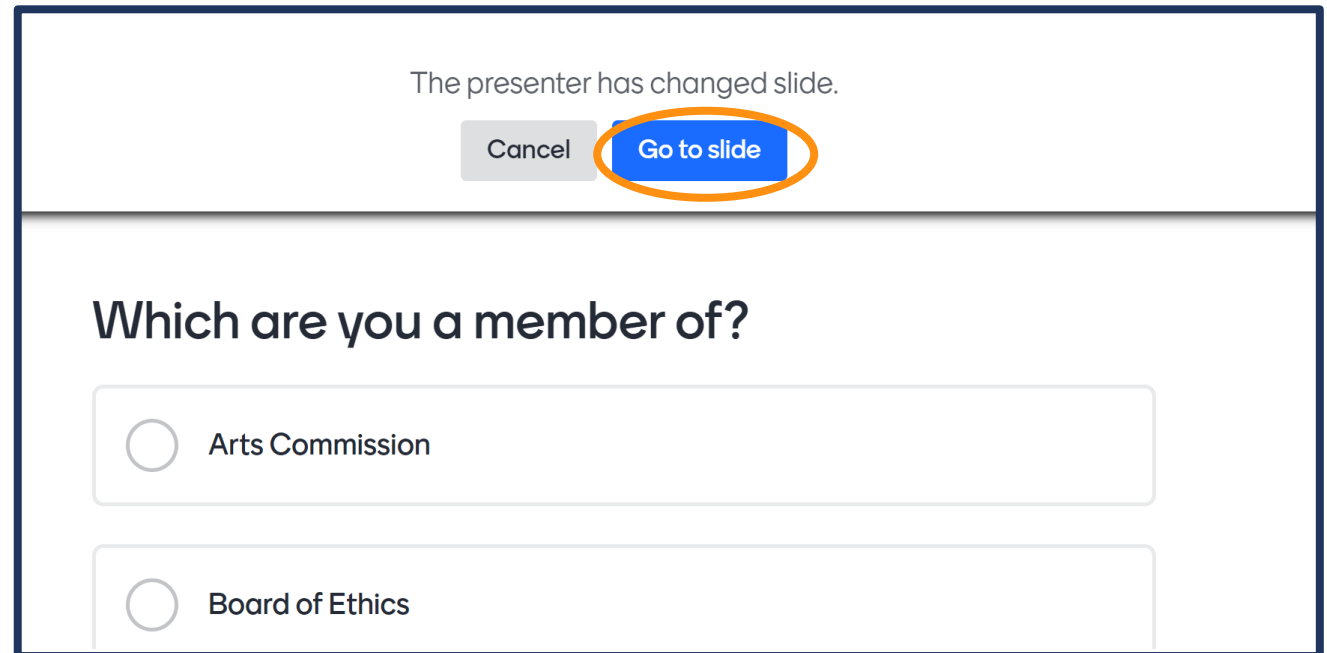 The presenter has changed slide.
Cancel Go to slide
Which are you a member of?
Arts Commission
Board of Ethics